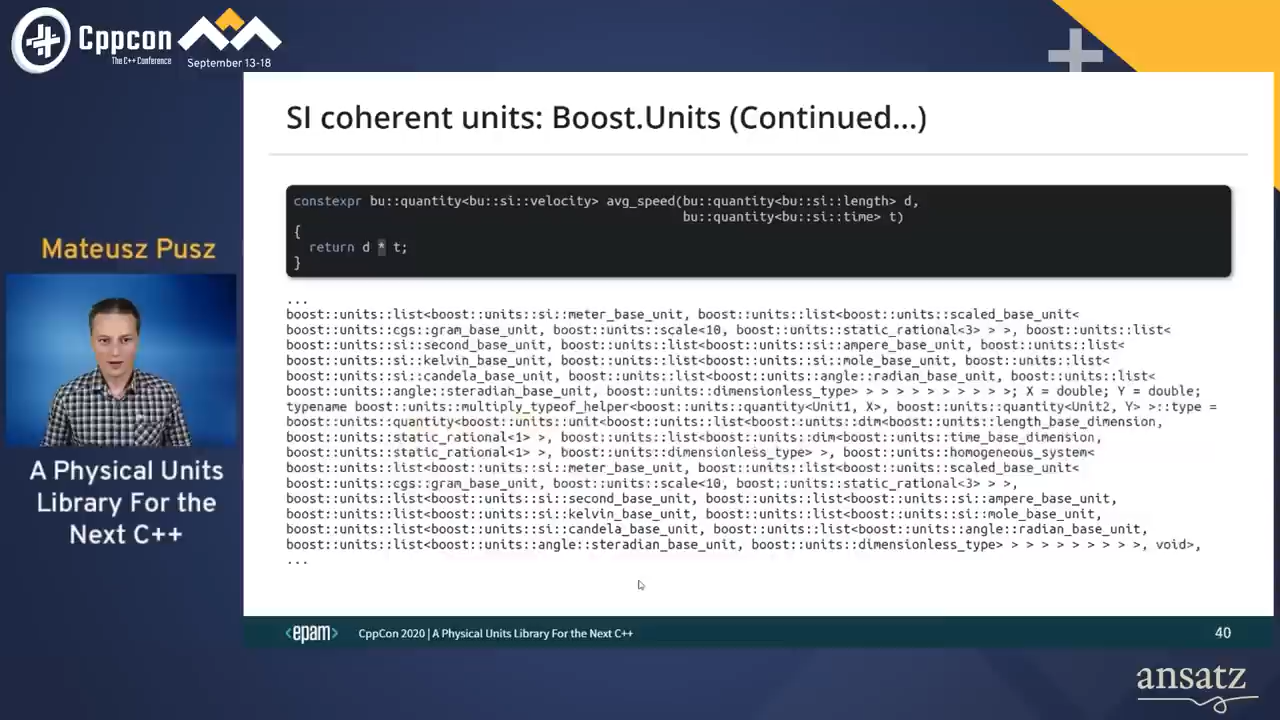 Cppcon
The C++ Conference
September 13-18
SI coherent units: Boost.Units (Continued...)
constexpr bu::quantity<bu::si::velocity> avg_speed(bu::quantity<bu::si::length> d,
bu::quantity<bu::si::time> t)
{
return d * t;
}
Mateusz Pusz
A Physical Units
Library For the
Next C++
...
boost::units::list<boost::units::si::meter_base_unit, boost::units::list<boost::units::scaled_base_unit<
boost::units::cgs::gram_base_unit, boost::units::scale<10, boost::units::static_rational<3> > >, boost::units::list<
boost::units::si::second_base_unit, boost::units::list<boost::units::si::ampere_base_unit, boost::units::list<
boost::units::si::kelvin_base_unit, boost::units::list<boost::units::si::mole_base_unit, boost::units::list<
boost::units::si::candela_base_unit, boost::units::list<boost::units::angle::radian_base_unit, boost::units::list<
boost::units::angle::steradian_base_unit, boost::units::dimensionless_type> > > > > > > > > >; X = double; Y = double;
typename boost::units::multiply_typeof_helper<boost::units::quantity<Unit1, X>, boost::units::quantity<Unit2, Y> >::type =
boost::units::quantity<boost::units::unit<boost::units::list<boost::units::dim<boost::units::length_base_dimension,
boost::units::static_rational<1> >, boost::units::list<boost::units::dim<boost::units::time_base_dimension,
boost::units::static_rational<1> >, boost::units::dimensionless_type> >, boost::units::homogeneous_system<
boost::units::list<boost::units::si::meter_base_unit, boost::units::list<boost::units::scaled_base_unit<
boost::units::cgs::gram_base_unit, boost::units::scale<10, boost::units::static_rational<3> > >,
boost::units::list<boost::units::si::second_base_unit, boost::units::list<boost::units::si::ampere_base_unit,
boost::units::list<boost::units::si::kelvin_base_unit, boost::units::list<boost::units::si::mole_base_unit,
boost::units::list<boost::units::si::candela_base_unit, boost::units::list<boost::units::angle::radian_base_unit,
boost::units::list<boost::units::angle::steradian_base_unit, boost::units::dimensionless_type> > > > > > > > > >, void>,
...
<epam>
CppCon 2020 | A Physical Units Library For the Next C++
40
ansatz